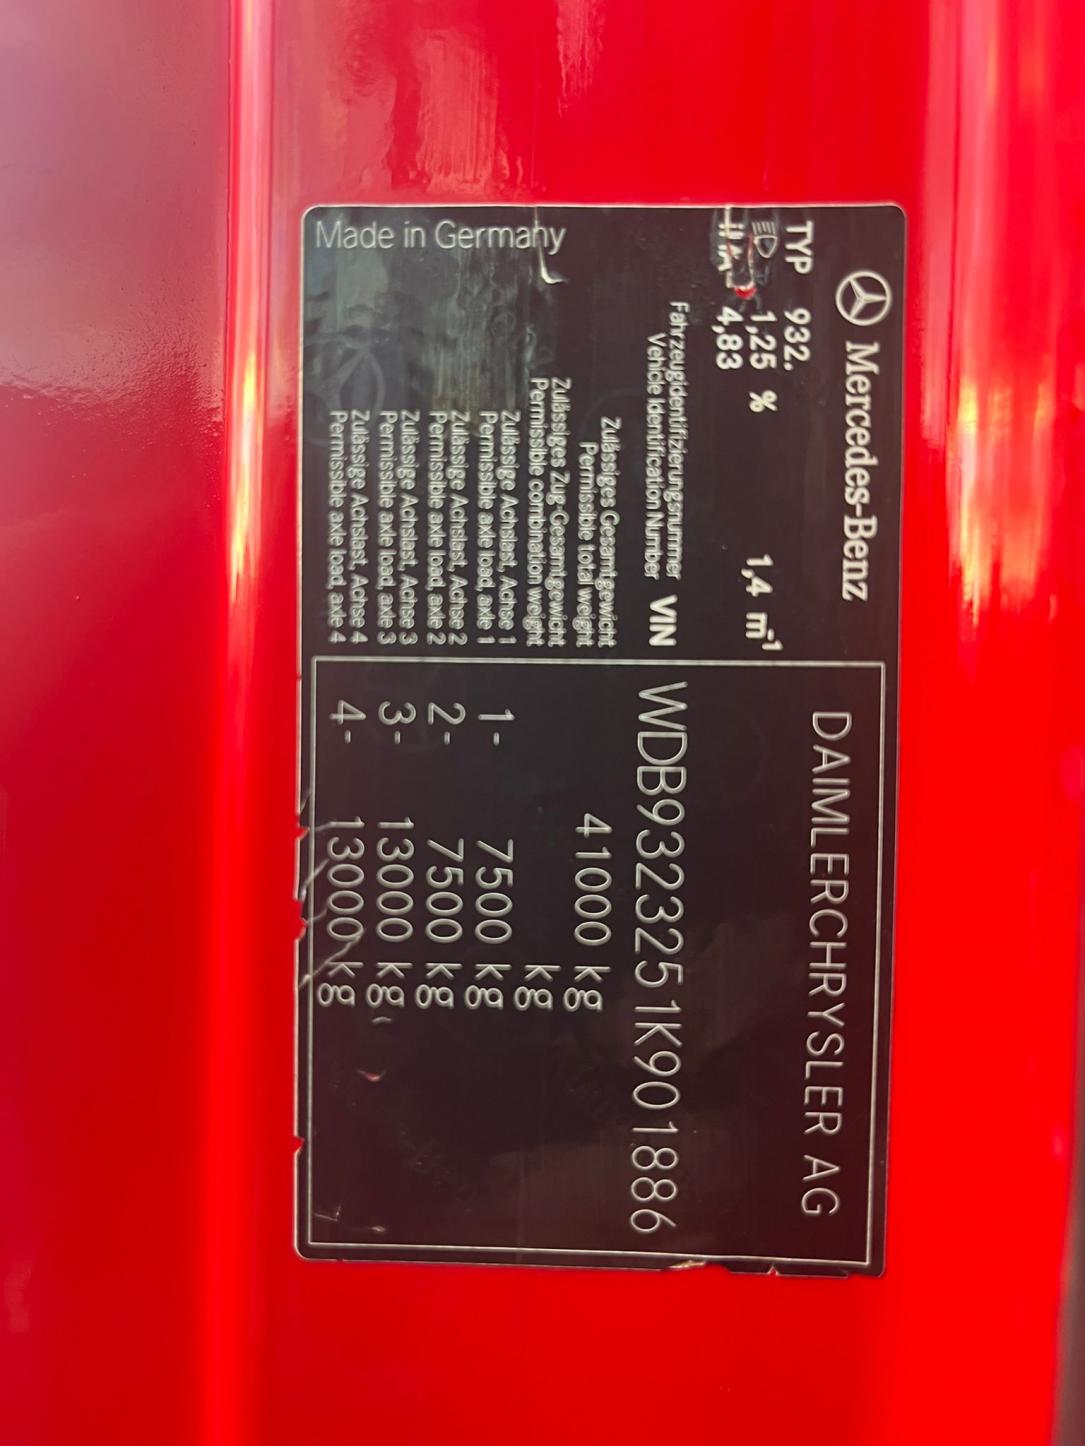 Mercedes-Benz
DAIMLERCHRYSLER AG
TYP 932.
1,25 % 1,4 m⁻¹
4,83
Fahrzeugidentifizierungsnummer
Vehicle Identification Number VIN WDB9323251K901886
Zulässiges Gesamtgewicht
Permissible total weight 41000 kg
Zulässiges Zug-Gesamtgewicht
Permissible combination weight kg
Zulässige Achslast, Achse 1
Permissible axle load, axle 1 1- 7500 kg
Zulässige Achslast, Achse 2
Permissible axle load, axle 2 2- 7500 kg
Zulässige Achslast, Achse 3
Permissible axle load, axle 3 3- 13000 kg
Zulässige Achslast, Achse 4
Permissible axle load, axle 4 4- 13000 kg
Made in Germany